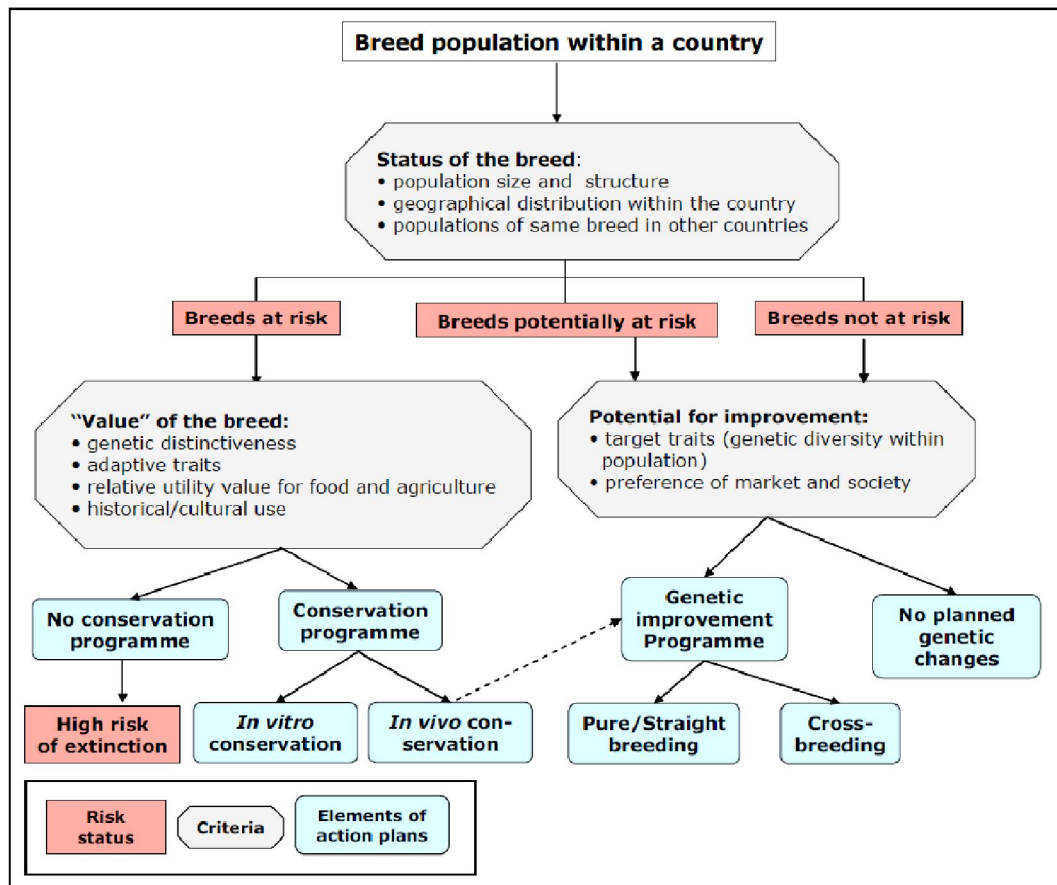 Breed population within a country
Status of the breed:
• population size and structure
• geographical distribution within the country
• populations of same breed in other countries
Breeds at risk
Breeds potentially at risk
Breeds not at risk
“Value” of the breed:
• genetic distinctiveness
• adaptive traits
• relative utility value for food and agriculture
• historical/cultural use
Potential for improvement:
• target traits (genetic diversity within
population)
• preference of market and society
No conservation
programme
Conservation
programme
Genetic
improvement
Programme
No planned
genetic
changes
High risk
of extinction
In vitro
conservation
In vivo con-
servation
Pure/Straight
breeding
Cross-
breeding
Risk
status
Criteria
Elements of
action plans